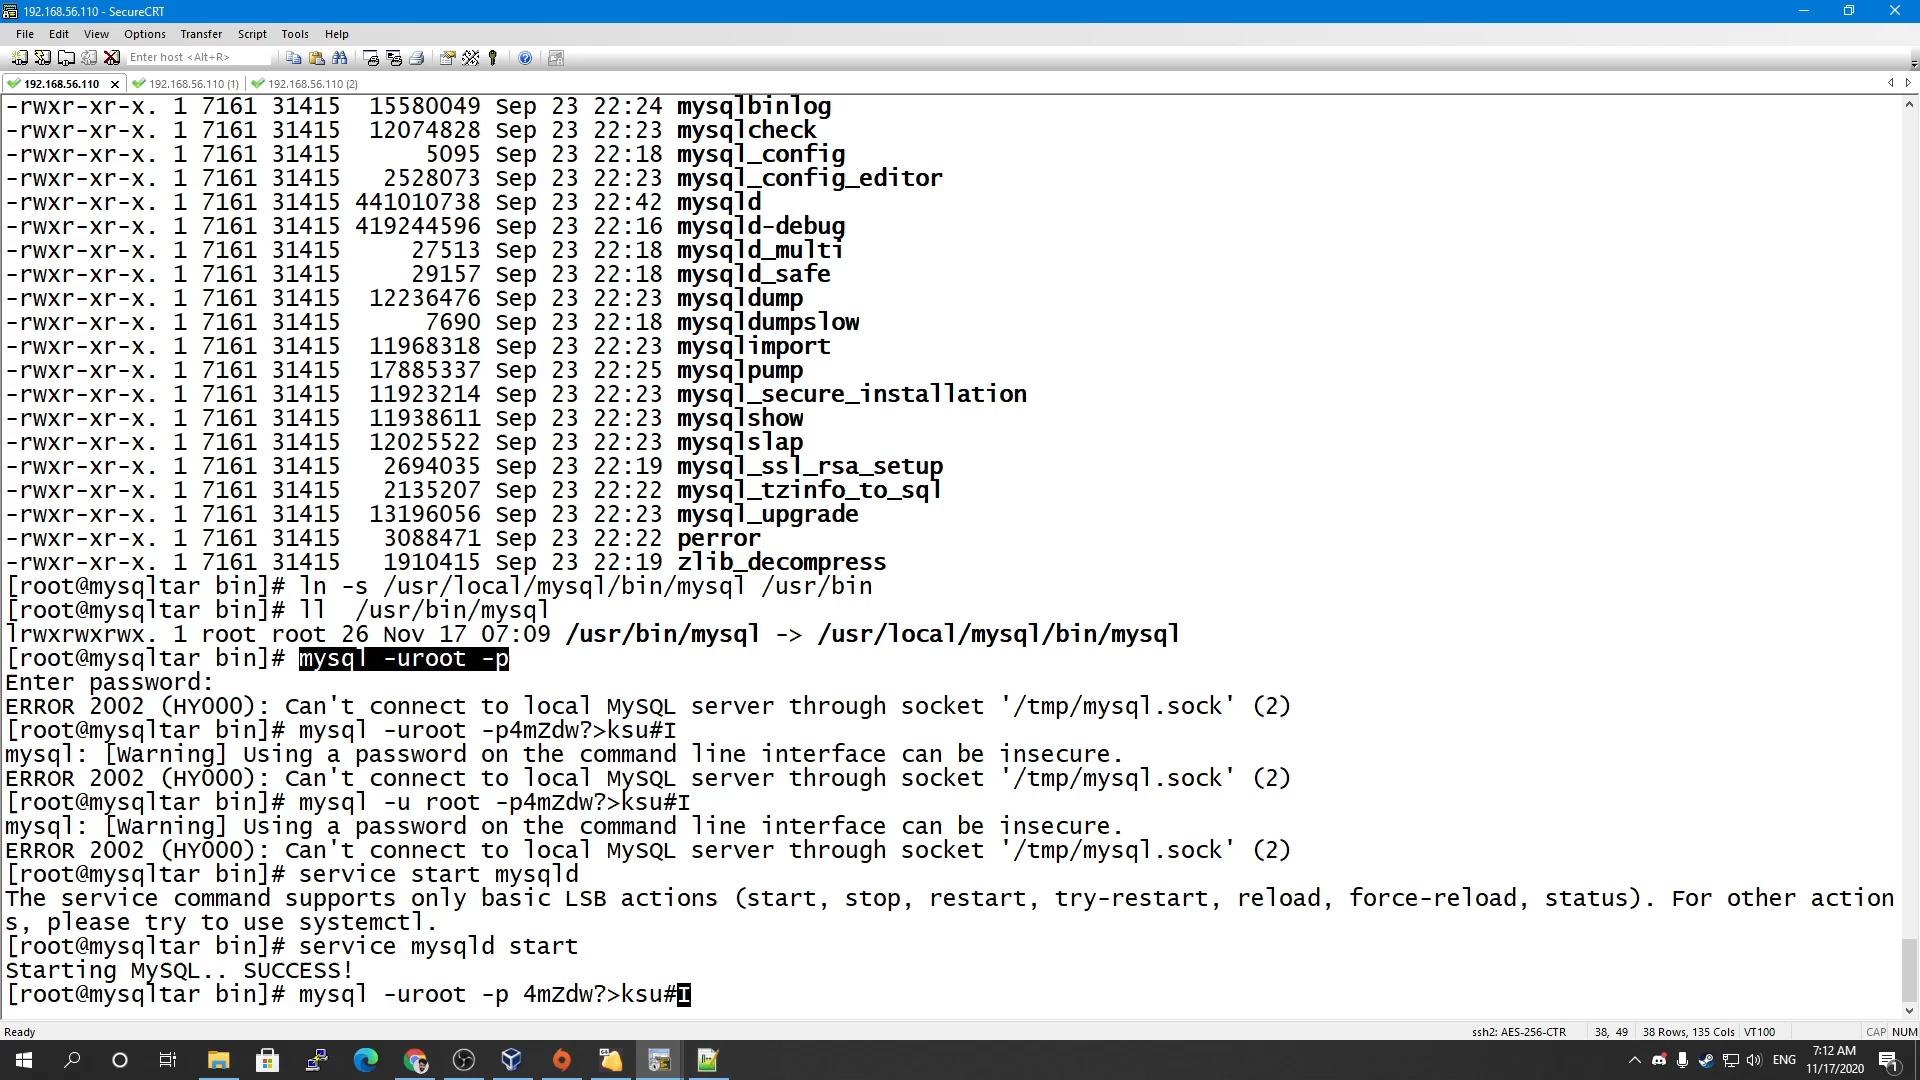 192.168.56.110 - SecureCRT
File Edit View Options Transfer Script Tools Help
Enter host <Alt+R>
192.168.56.110 192.168.56.110 (1) 192.168.56.110 (2)
-rwxr-xr-x. 1 7161 31415  15580049 Sep 23 22:24 mysqlbinlog
-rwxr-xr-x. 1 7161 31415  12074828 Sep 23 22:23 mysqlcheck
-rwxr-xr-x. 1 7161 31415      5095 Sep 23 22:18 mysql_config
-rwxr-xr-x. 1 7161 31415   2528073 Sep 23 22:23 mysql_config_editor
-rwxr-xr-x. 1 7161 31415 441010738 Sep 23 22:42 mysqld
-rwxr-xr-x. 1 7161 31415 419244596 Sep 23 22:16 mysqld-debug
-rwxr-xr-x. 1 7161 31415     27513 Sep 23 22:18 mysqld_multi
-rwxr-xr-x. 1 7161 31415     29157 Sep 23 22:18 mysqld_safe
-rwxr-xr-x. 1 7161 31415  12236476 Sep 23 22:23 mysqldump
-rwxr-xr-x. 1 7161 31415      7690 Sep 23 22:18 mysqldumpslow
-rwxr-xr-x. 1 7161 31415  11968318 Sep 23 22:23 mysqlimport
-rwxr-xr-x. 1 7161 31415  17885337 Sep 23 22:25 mysqlpump
-rwxr-xr-x. 1 7161 31415  11923214 Sep 23 22:23 mysql_secure_installation
-rwxr-xr-x. 1 7161 31415  11938611 Sep 23 22:23 mysqlshow
-rwxr-xr-x. 1 7161 31415  12025522 Sep 23 22:23 mysqlslap
-rwxr-xr-x. 1 7161 31415   2694035 Sep 23 22:19 mysql_ssl_rsa_setup
-rwxr-xr-x. 1 7161 31415   2135207 Sep 23 22:22 mysql_tzinfo_to_sql
-rwxr-xr-x. 1 7161 31415  13196056 Sep 23 22:23 mysql_upgrade
-rwxr-xr-x. 1 7161 31415   3088471 Sep 23 22:22 perror
-rwxr-xr-x. 1 7161 31415   1910415 Sep 23 22:19 zlib_decompress
[root@mysqltar bin]# ln -s /usr/local/mysql/bin/mysql /usr/bin
[root@mysqltar bin]# ll  /usr/bin/mysql
lrwxrwxrwx. 1 root root 26 Nov 17 07:09 /usr/bin/mysql -> /usr/local/mysql/bin/mysql
[root@mysqltar bin]# mysql -uroot -p
Enter password:
ERROR 2002 (HY000): Can't connect to local MySQL server through socket '/tmp/mysql.sock' (2)
[root@mysqltar bin]# mysql -uroot -p4mZdw?>ksu#I
mysql: [Warning] Using a password on the command line interface can be insecure.
ERROR 2002 (HY000): Can't connect to local MySQL server through socket '/tmp/mysql.sock' (2)
[root@mysqltar bin]# mysql -u root -p4mZdw?>ksu#I
mysql: [Warning] Using a password on the command line interface can be insecure.
ERROR 2002 (HY000): Can't connect to local MySQL server through socket '/tmp/mysql.sock' (2)
[root@mysqltar bin]# service start mysqld
The service command supports only basic LSB actions (start, stop, restart, try-restart, reload, force-reload, status). For other action
s, please try to use systemctl.
[root@mysqltar bin]# service mysqld start
Starting MySQL.. SUCCESS!
[root@mysqltar bin]# mysql -uroot -p 4mZdw?>ksu#I
Ready ssh2: AES-256-CTR 38, 49 38 Rows, 135 Cols VT100 CAP NUM
ENG 7:12 AM
11/17/2020
1